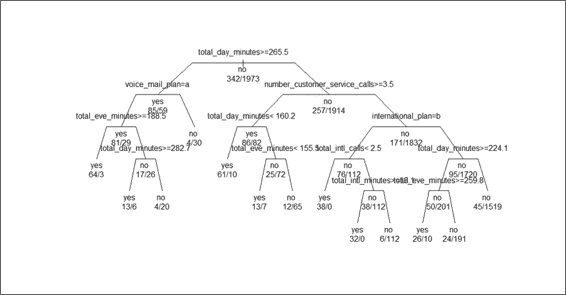 total_day_minutes>=265.5
no
342/1973
voice_mail_plan=a
number_customer_service_calls>=3.5
yes
85/59
no
257/1914
total_eve_minutes>=188.5
total_day_minutes< 160.2
international_plan=b
yes
81/29
no
4/30
yes
86/82
no
171/1832
total_day_minutes>=282.7
total_eve_minutes< 155.5
total_intl_calls< 2.5
total_day_minutes>=224.1
yes
64/3
no
17/26
yes
61/10
no
25/72
no
76/112
no
95/1720
total_intl_minutes>=
total_eve_minutes>=259.8
yes
13/6
no
4/20
yes
13/7
no
12/65
yes
38/0
no
38/112
no
50/201
no
45/1519
yes
32/0
no
6/112
yes
26/10
no
24/191